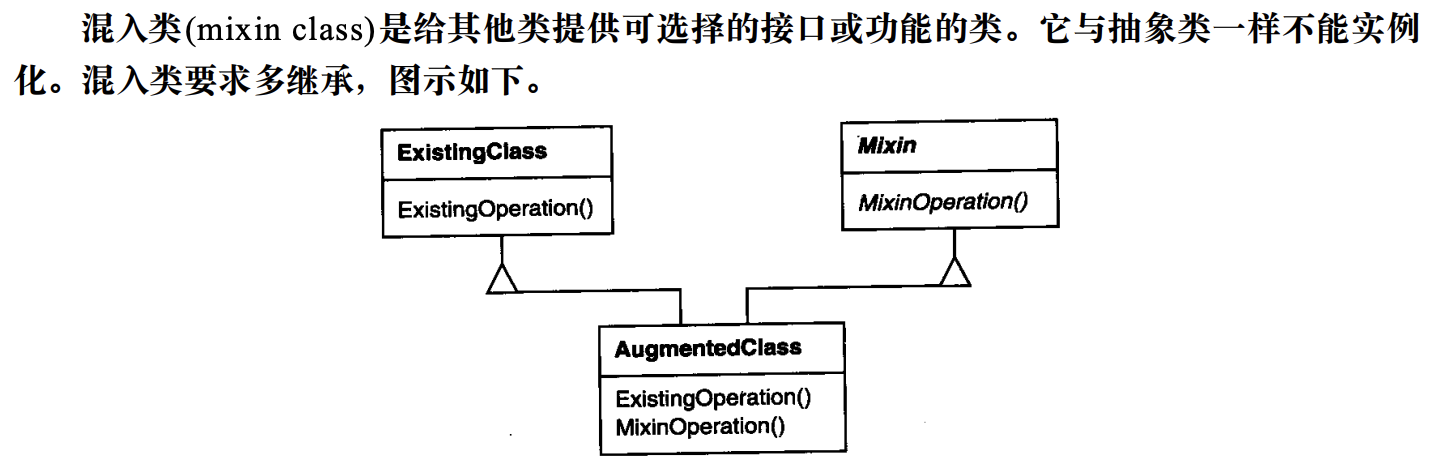 混入类(mixin class)是给其他类提供可选择的接口或功能的类。它与抽象类一样不能实例
化。混入类要求多继承，图示如下。
ExistingClass
Mixin
ExistingOperation()
MixinOperation()
AugmentedClass
ExistingOperation()
MixinOperation()